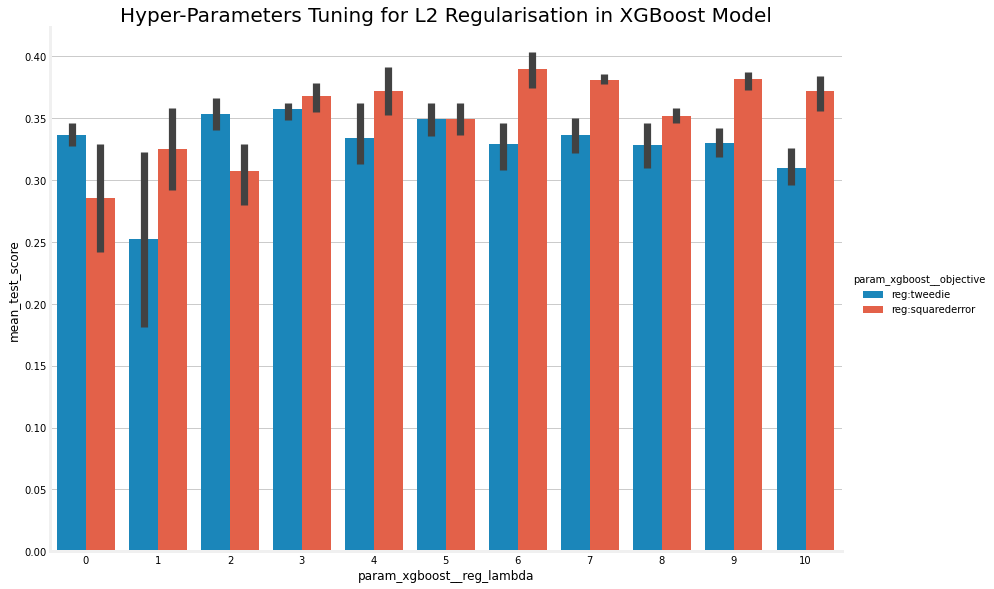 Hyper-Parameters Tuning for L2 Regularisation in XGBoost Model
mean_test_score
0.40
0.35
0.30
0.25
0.20
0.15
0.10
0.05
0.00
0 1 2 3 4 5 6 7 8 9 10
param_xgboost__reg_lambda
param_xgboost__objective
reg:tweedie
reg:squarederror